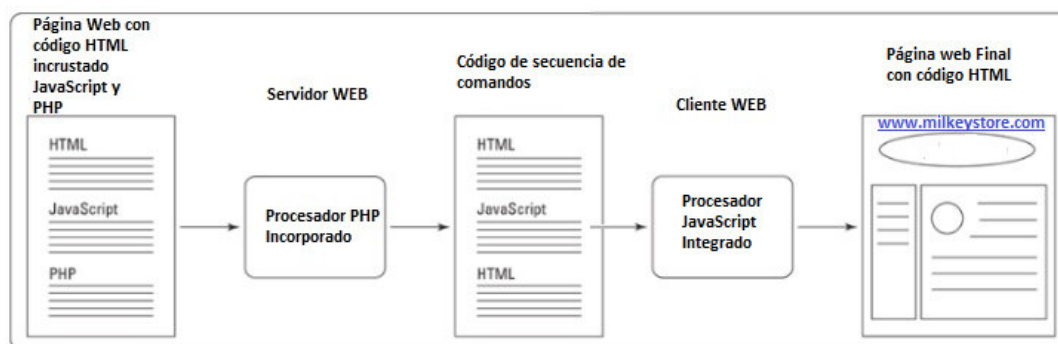 Página Web con
código HTML
incrustado
JavaScript y
PHP
HTML
JavaScript
PHP
Servidor WEB
Procesador PHP
Incorporado
Código de secuencia de
comandos
HTML
JavaScript
HTML
Cliente WEB
Procesador
JavaScript
Integrado
Página web Final
con código HTML
www.milkeystore.com